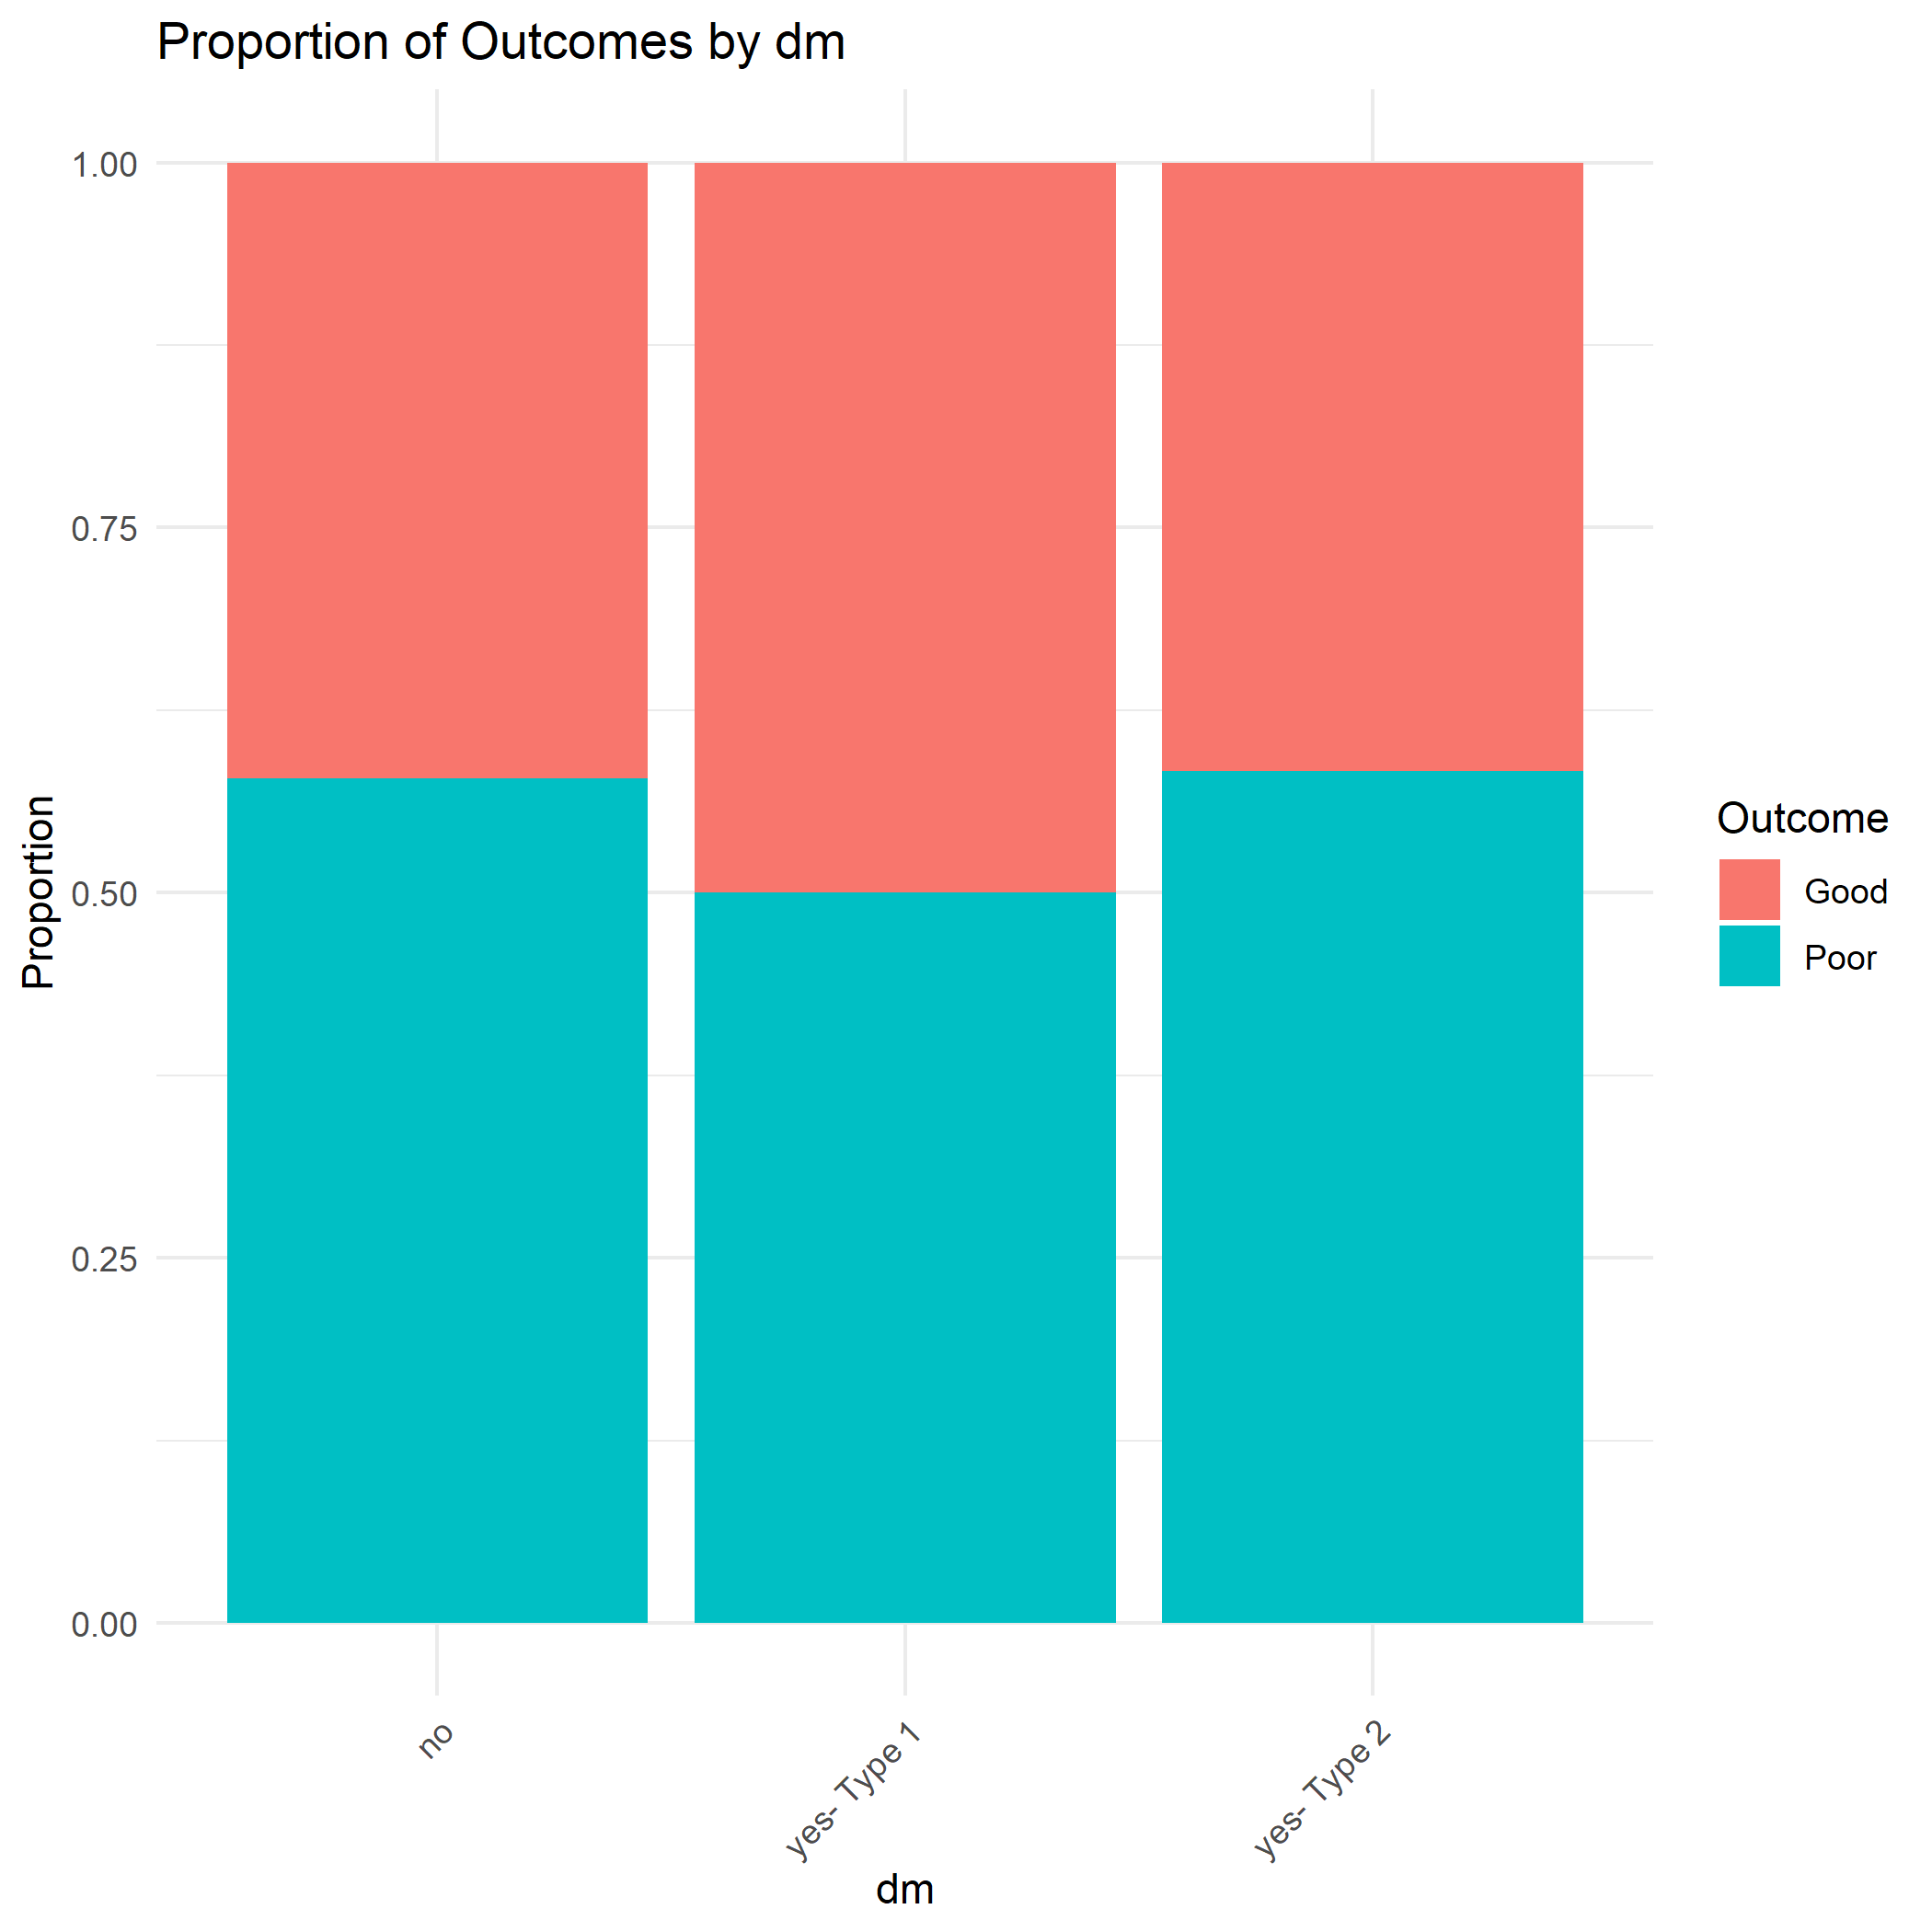 Proportion of Outcomes by dm
1.00
0.75
0.50
0.25
0.00
Proportion
no
yes- Type 1
yes- Type 2
dm
Outcome
Good
Poor